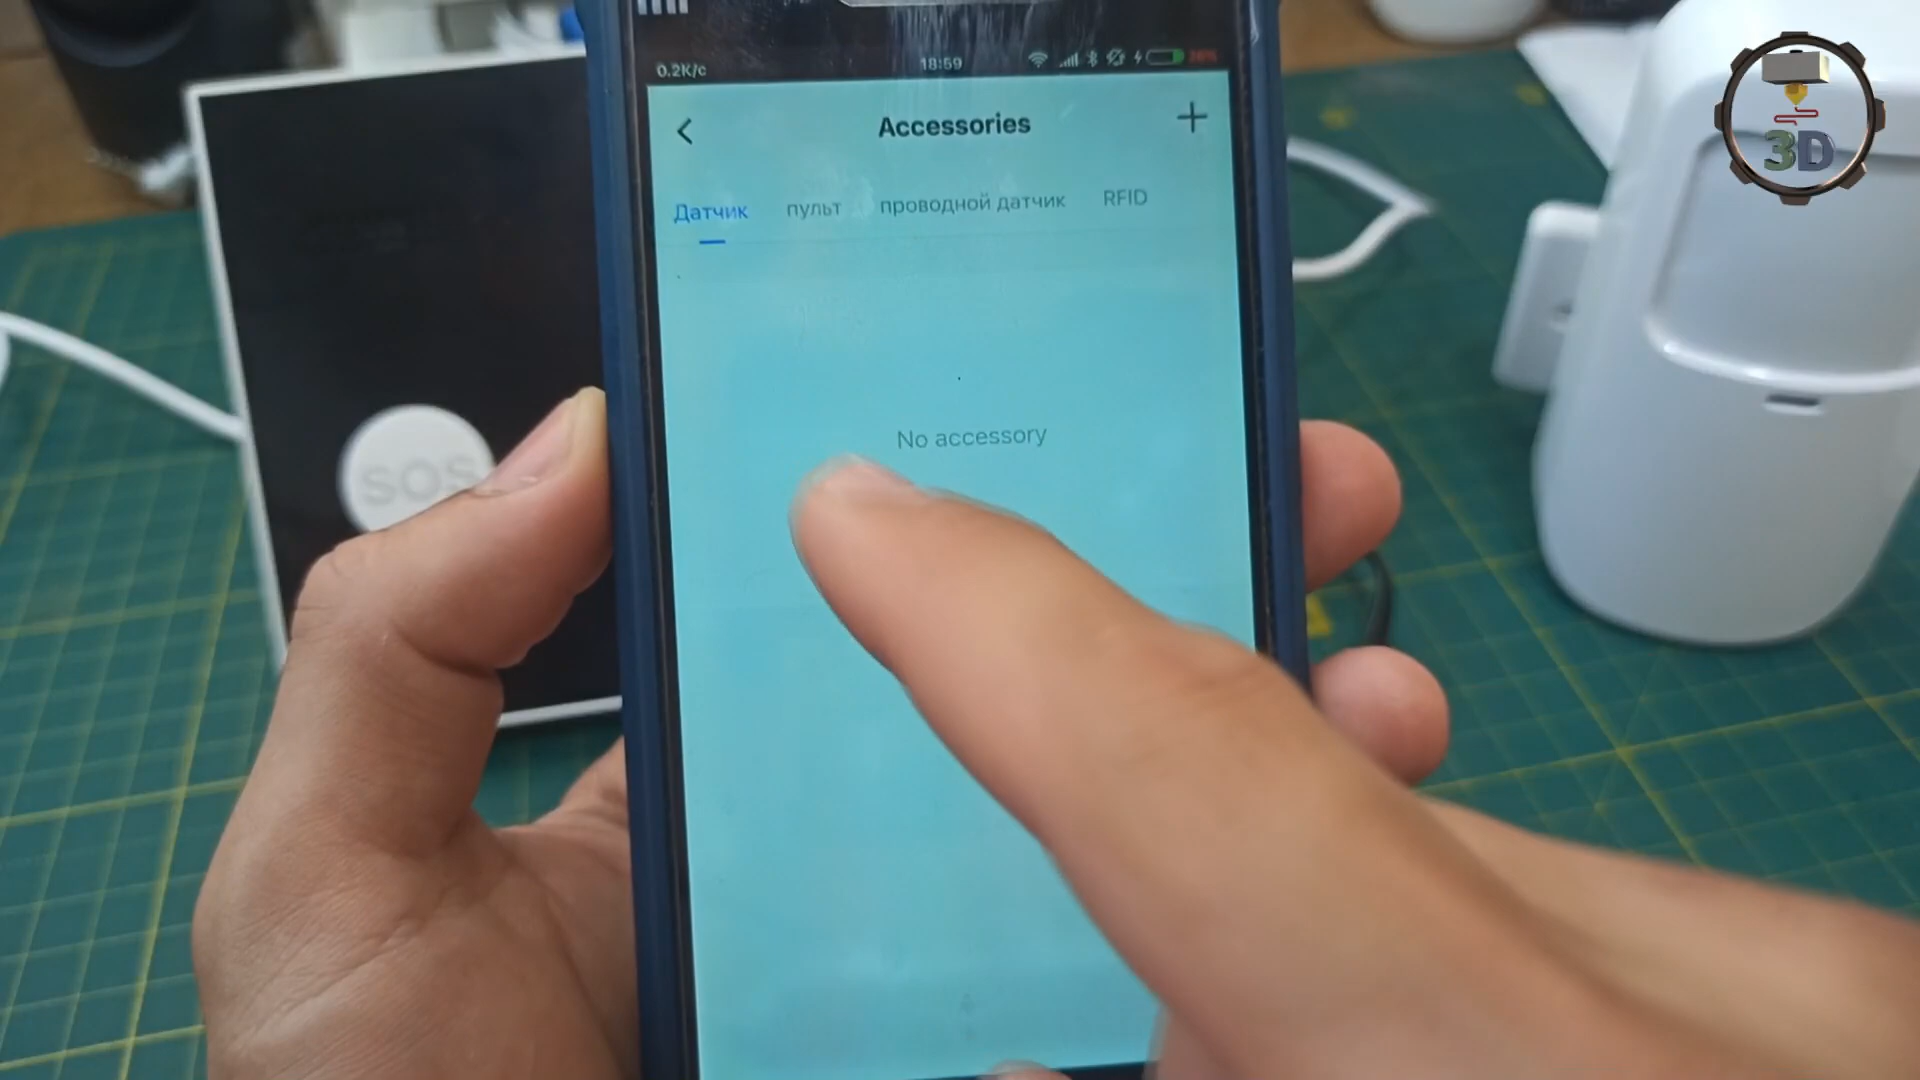 0.2K/c
18:59
Accessories
Датчик пульт проводной датчик RFID
No accessory
SOS
3D